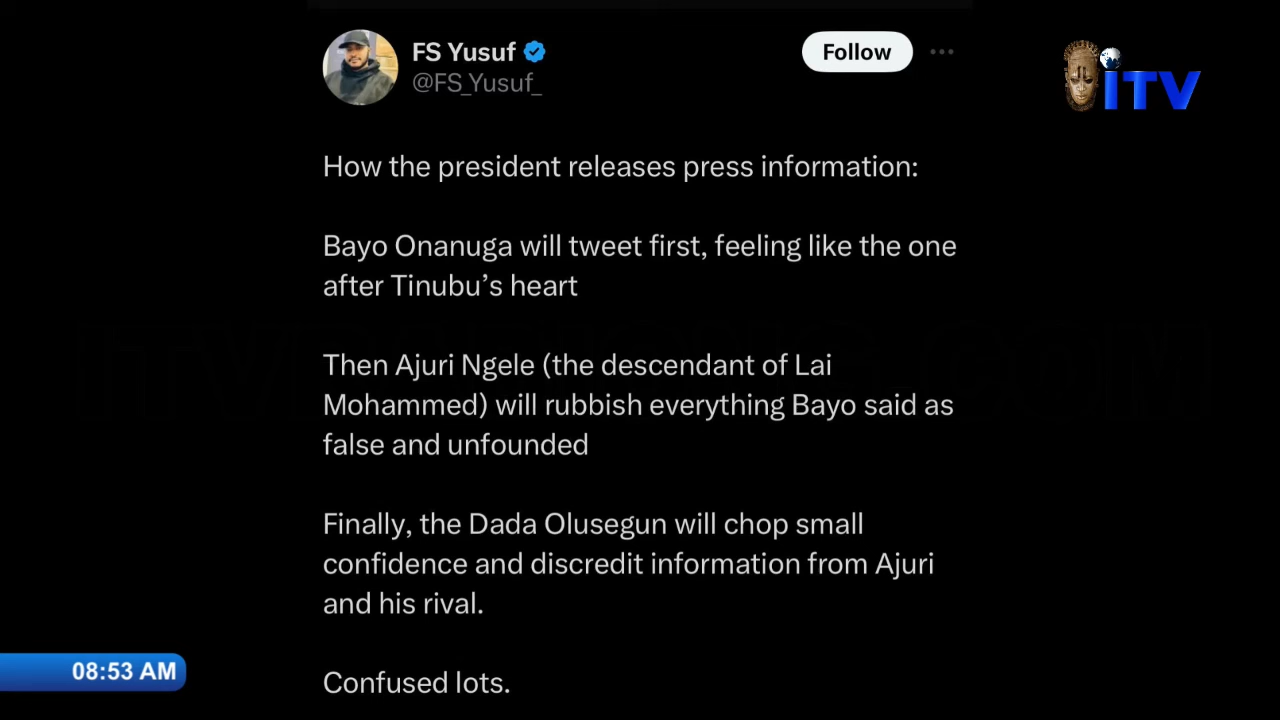 FS Yusuf
@FS_Yusuf_
Follow
iTV
How the president releases press information:
Bayo Onanuga will tweet first, feeling like the one
after Tinubu’s heart
Then Ajuri Ngele (the descendant of Lai
Mohammed) will rubbish everything Bayo said as
false and unfounded
Finally, the Dada Olusegun will chop small
confidence and discredit information from Ajuri
and his rival.
Confused lots.
08:53 AM